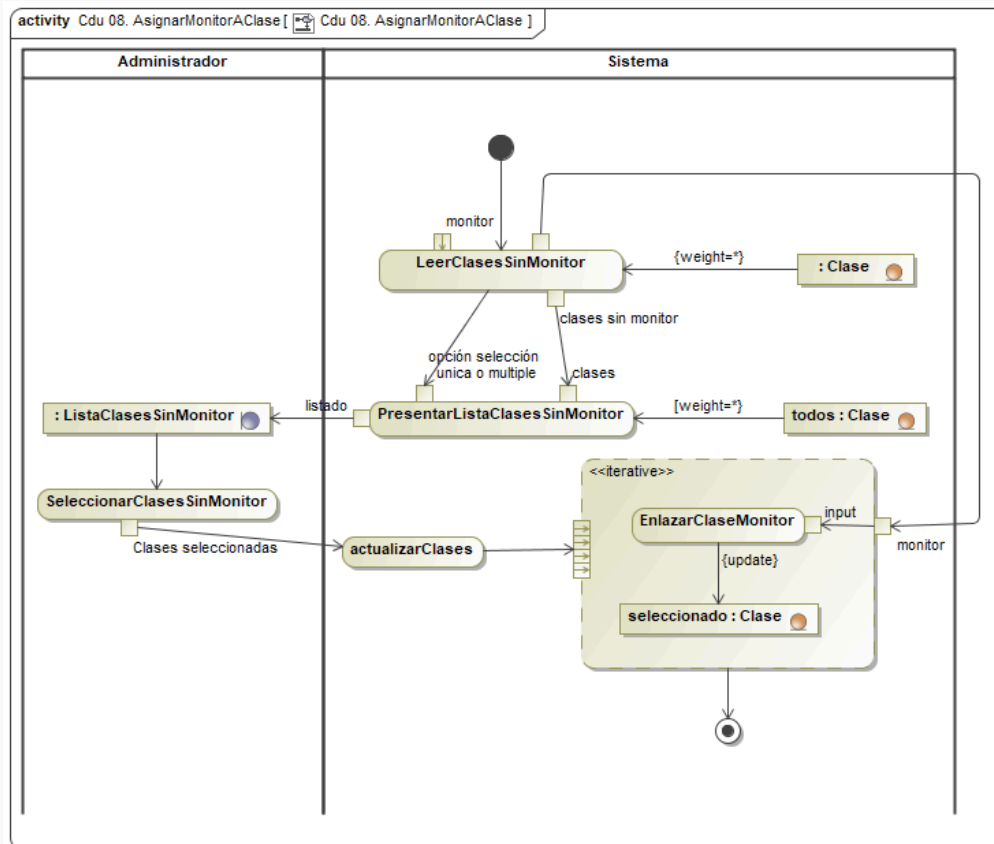 activity Cdu 08. AsignarMonitorAClase [ Cdu 08. AsignarMonitorAClase ]
Administrador
Sistema
monitor
LeerClasesSinMonitor
{weight=*}
: Clase
clases sin monitor
opción selección
unica o multiple
clases
listado
: ListaClasesSinMonitor
PresentarListaClasesSinMonitor
[weight=*}
todos : Clase
<<iterative>>
SeleccionarClasesSinMonitor
EnlazarClaseMonitor
input
Clases seleccionadas
actualizarClases
monitor
{update}
seleccionado : Clase